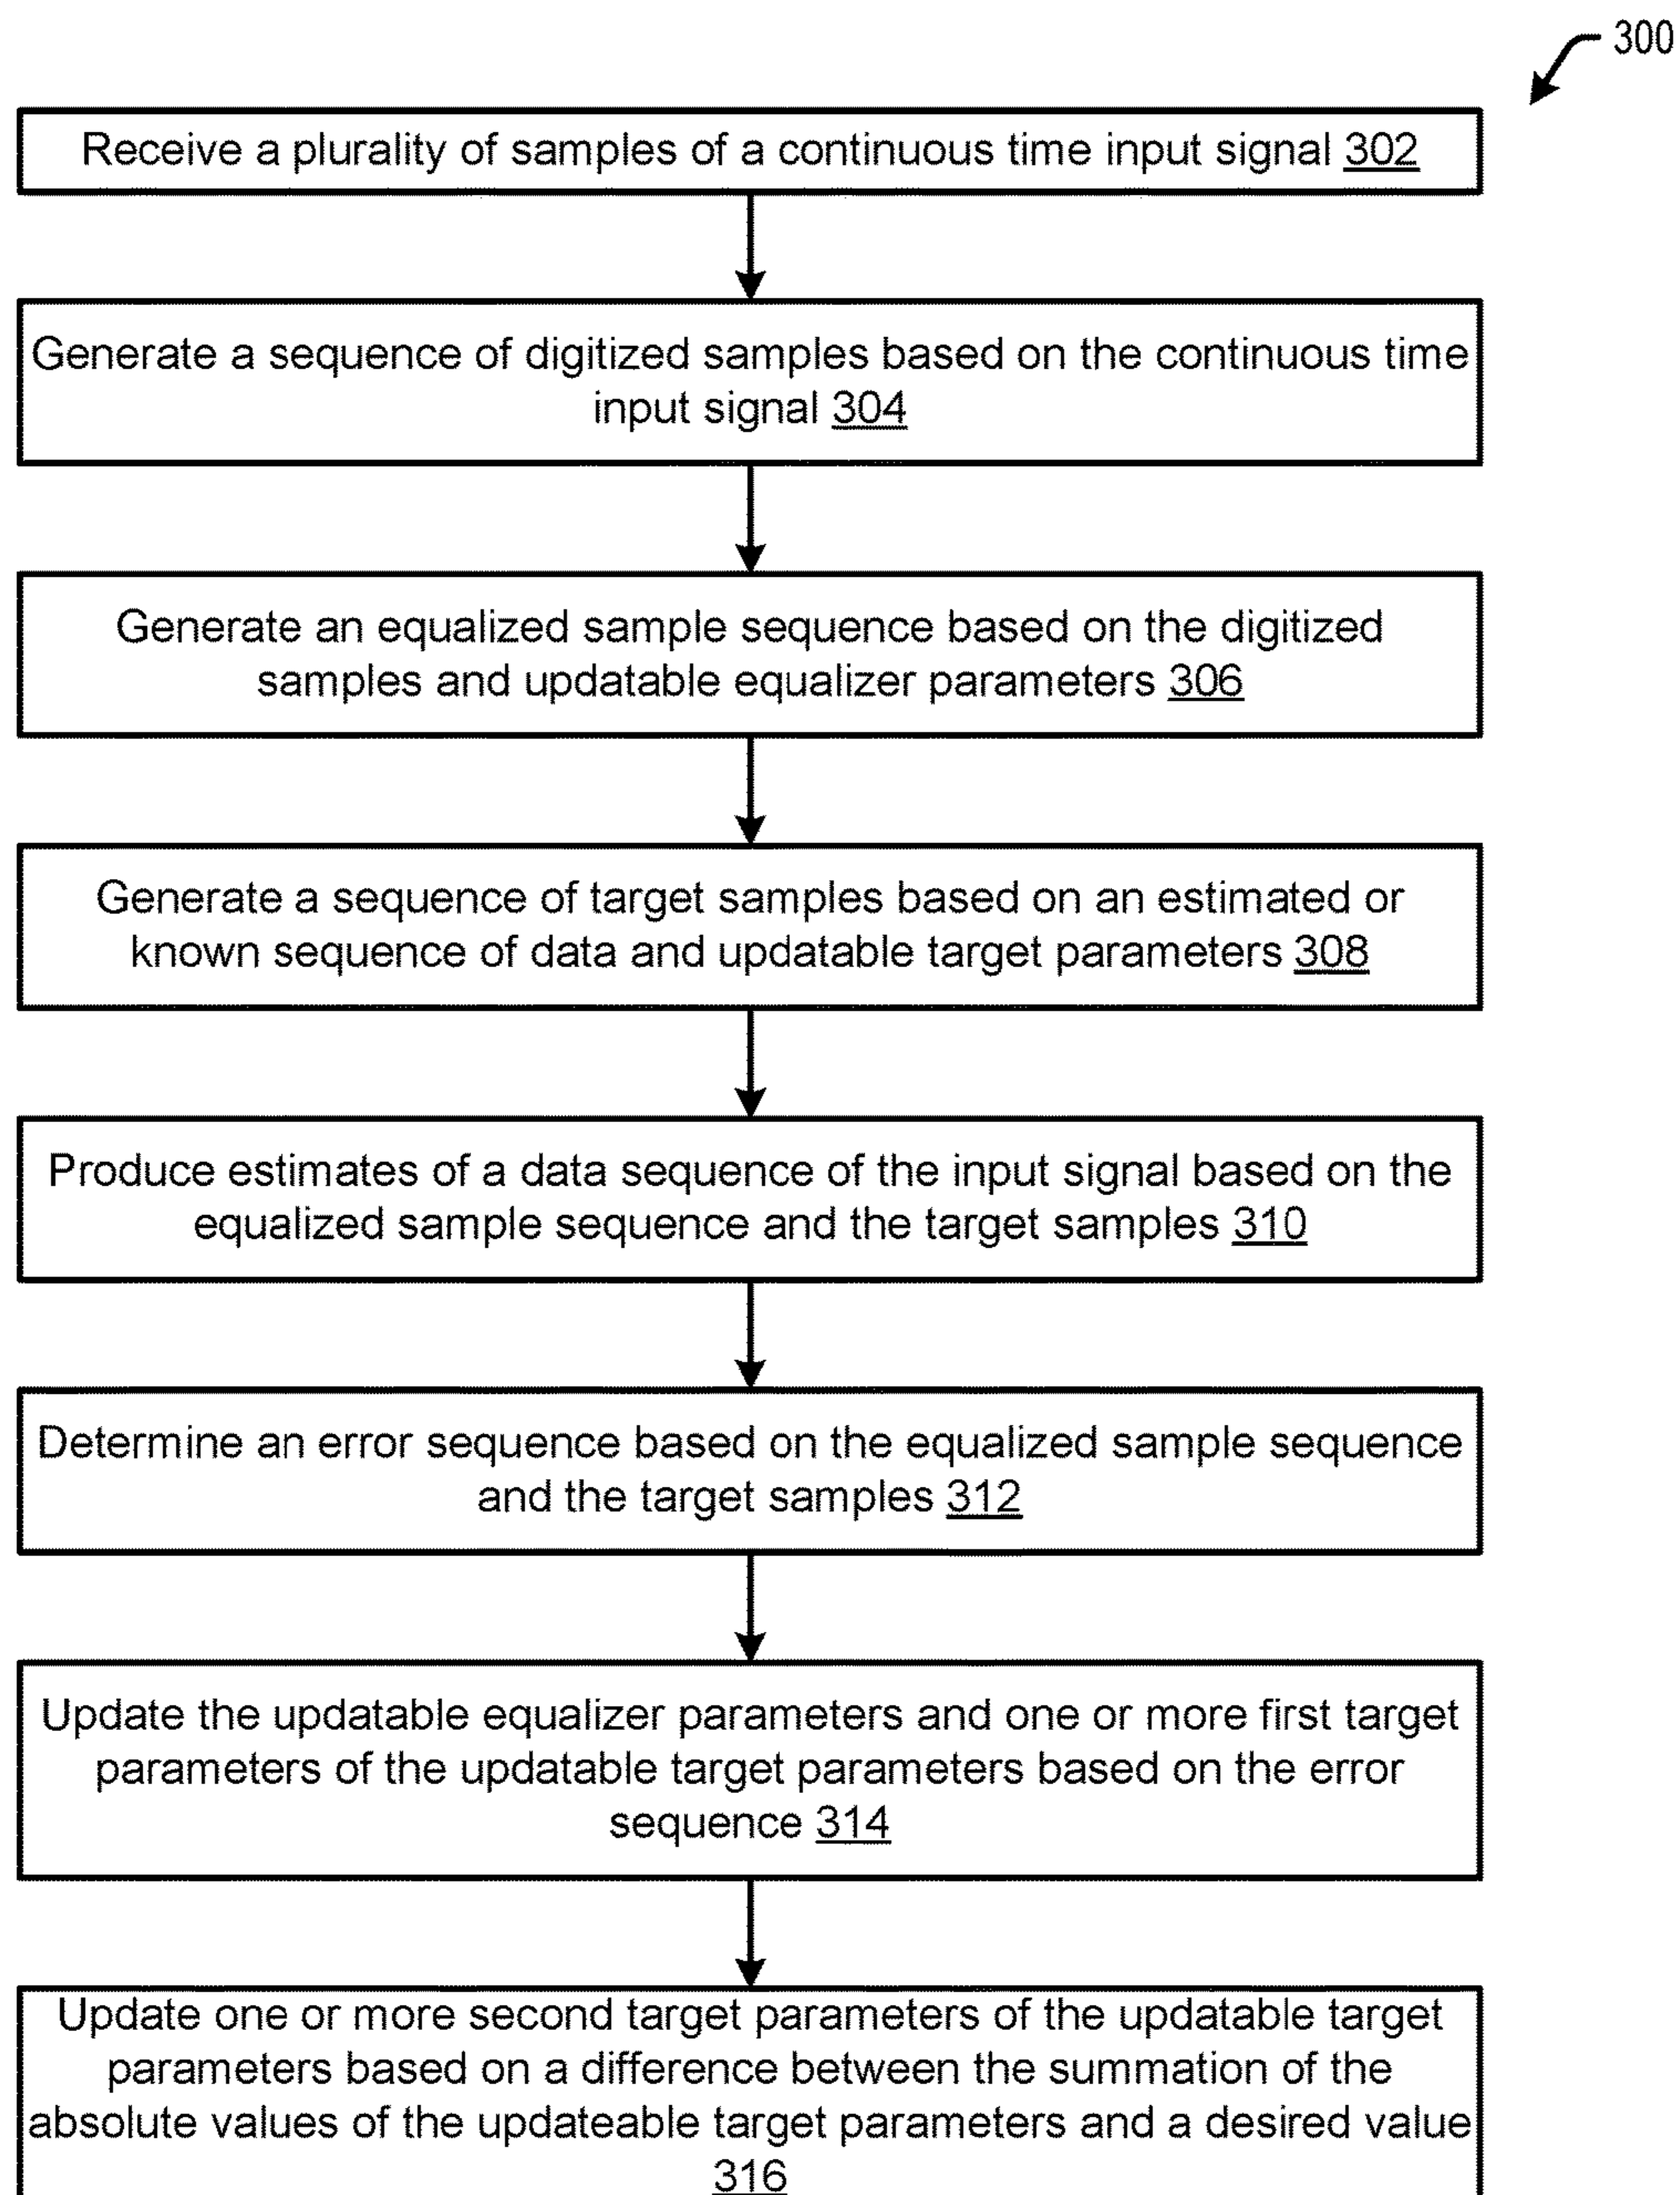 300
Receive a plurality of samples of a continuous time input signal 302
Generate a sequence of digitized samples based on the continuous time
input signal 304
Generate an equalized sample sequence based on the digitized
samples and updatable equalizer parameters 306
Generate a sequence of target samples based on an estimated or
known sequence of data and updatable target parameters 308
Produce estimates of a data sequence of the input signal based on the
equalized sample sequence and the target samples 310
Determine an error sequence based on the equalized sample sequence
and the target samples 312
Update the updatable equalizer parameters and one or more first target
parameters of the updatable target parameters based on the error
sequence 314
Update one or more second target parameters of the updatable target
parameters based on a difference between the summation of the
absolute values of the updateable target parameters and a desired value
316